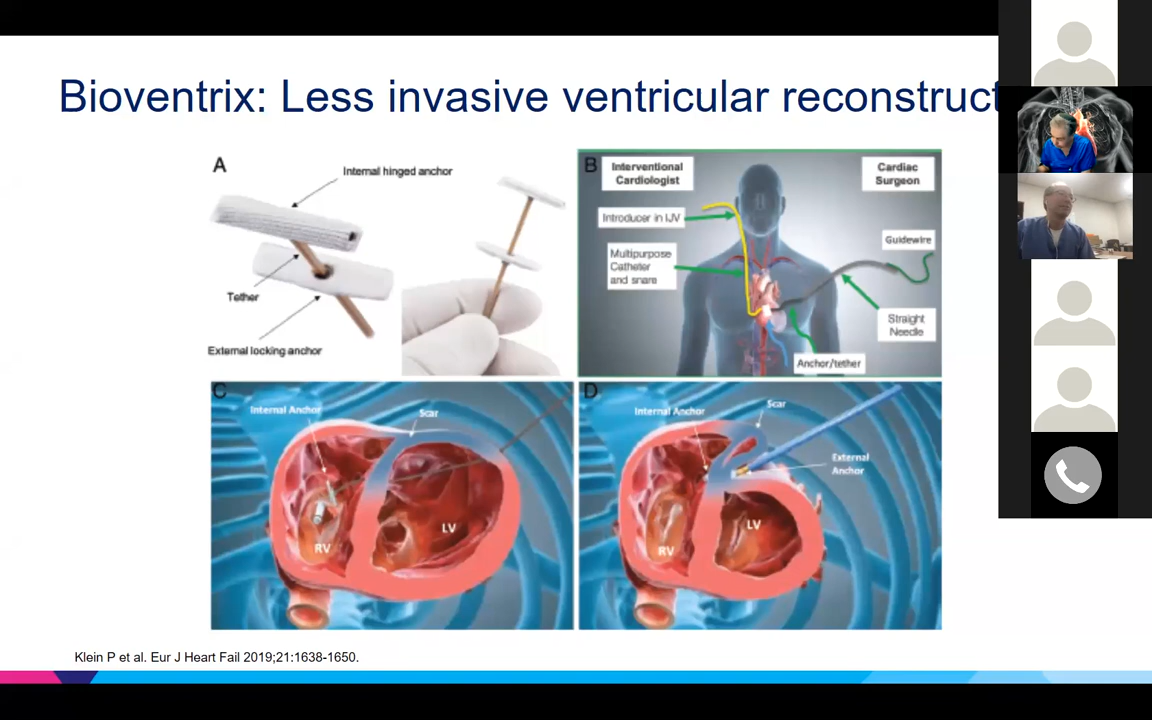 Bioventrix: Less invasive ventricular reconstruct
A
Internal hinged anchor
Tether
External locking anchor
B
Interventional
Cardiologist
Cardiac
Surgeon
Introducer in IJV
Guidewire
Multipurpose
Catheter
and snare
Straight
Needle
Anchor/tether
C
Internal Anchor
Scar
LV
RV
D
Internal Anchor
Scar
External
Anchor
LV
RV
Klein P et al. Eur J Heart Fail 2019;21:1638-1650.